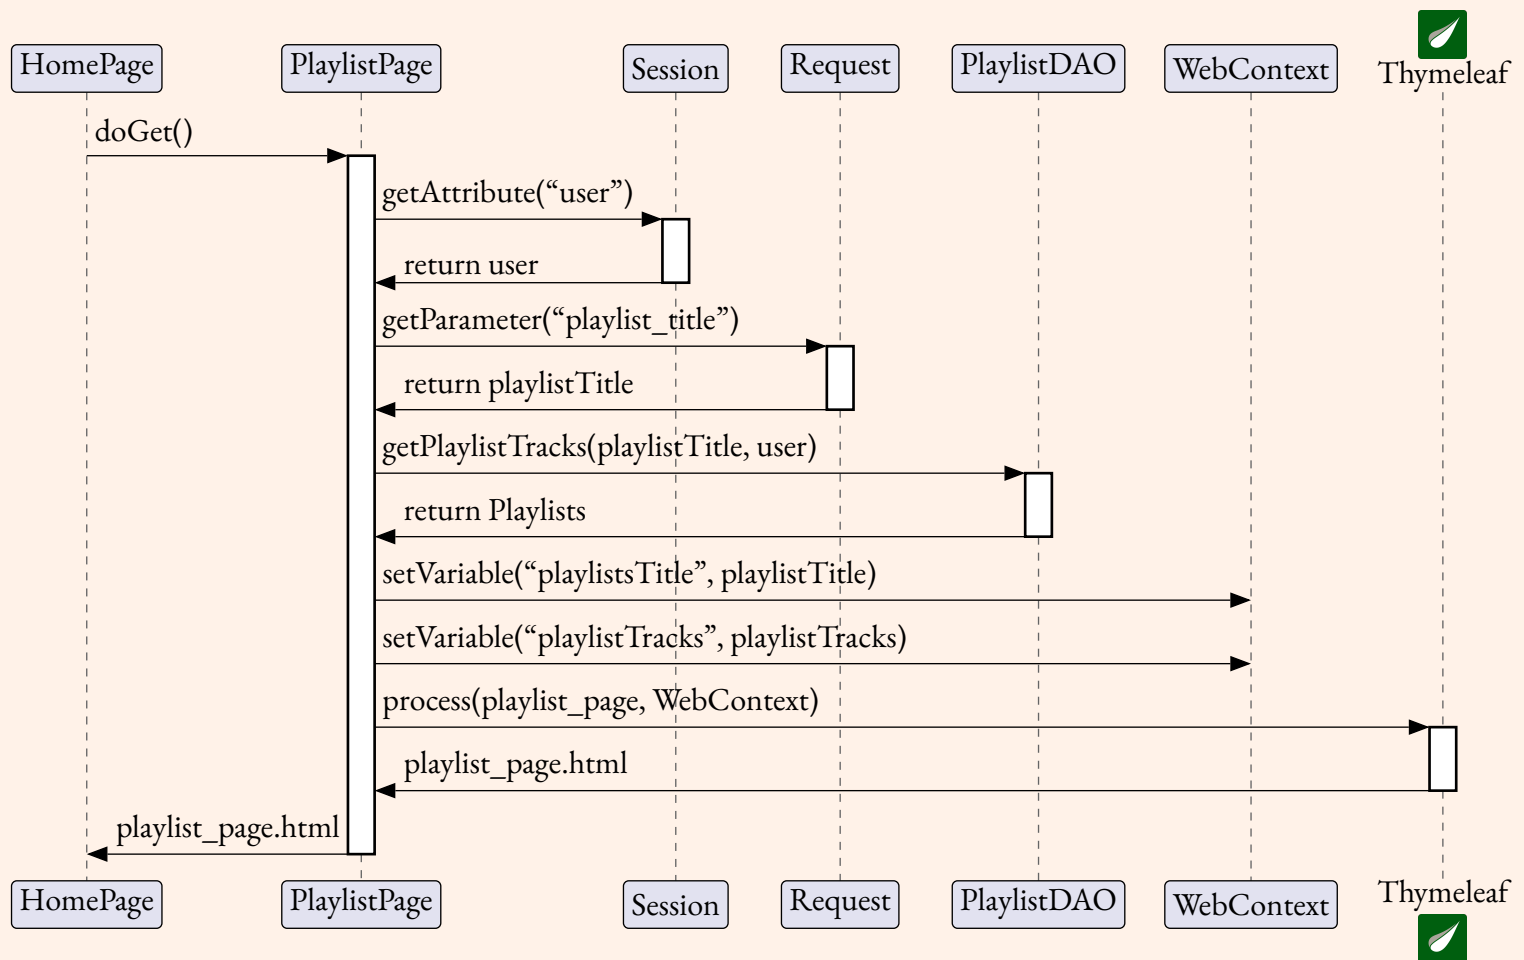 HomePage PlaylistPage Session Request PlaylistDAO WebContext Thymeleaf
doGet()
getAttribute(“user”)
return user
getParameter(“playlist_title”)
return playlistTitle
getPlaylistTracks(playlistTitle, user)
return Playlists
setVariable(“playlistsTitle”, playlistTitle)
setVariable(“playlistTracks”, playlistTracks)
process(playlist_page, WebContext)
playlist_page.html
playlist_page.html
HomePage PlaylistPage Session Request PlaylistDAO WebContext Thymeleaf